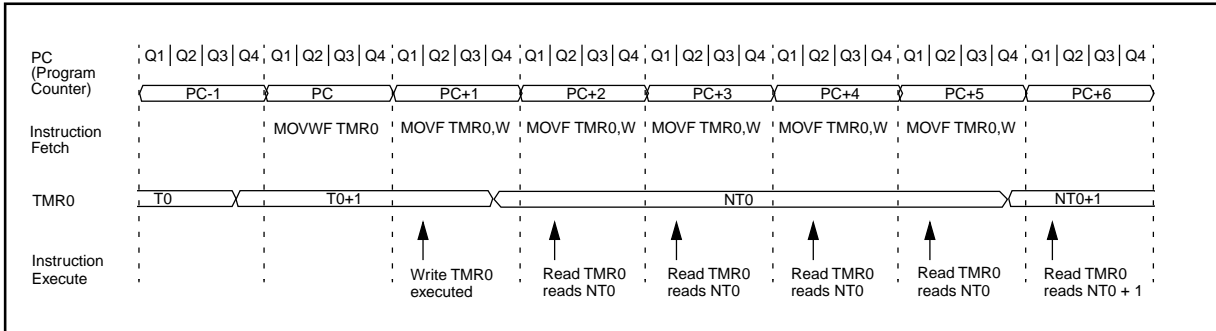 PC
(Program
Counter)
Q1 Q2 Q3 Q4 Q1 Q2 Q3 Q4 Q1 Q2 Q3 Q4 Q1 Q2 Q3 Q4 Q1 Q2 Q3 Q4 Q1 Q2 Q3 Q4 Q1 Q2 Q3 Q4 Q1 Q2 Q3 Q4
PC-1 PC PC+1 PC+2 PC+3 PC+4 PC+5 PC+6
Instruction
Fetch
MOVWF TMR0 MOVF TMR0,W MOVF TMR0,W MOVF TMR0,W MOVF TMR0,W MOVF TMR0,W
TMR0
T0 T0+1 NT0 NT0+1
Instruction
Execute
Write TMR0
executed
Read TMR0
reads NT0
Read TMR0
reads NT0
Read TMR0
reads NT0
Read TMR0
reads NT0
Read TMR0
reads NT0 + 1